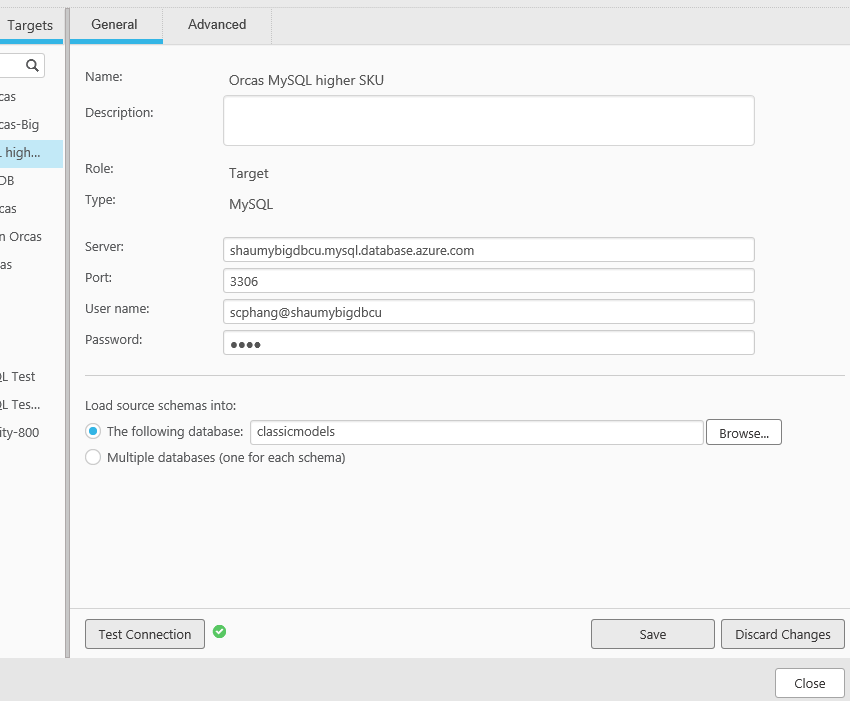 Targets
General
Advanced
cas
cas-Big
L high...
DB
cas
n Orcas
as
QL Test
QL Tes...
ity-800
Name:
Orcas MySQL higher SKU
Description:
Role:
Target
Type:
MySQL
Server:
shaumybigdbcu.mysql.database.azure.com
Port:
3306
User name:
scphang@shaumybigdbcu
Password:
●●●●
Load source schemas into:
The following database:
classicmodels
Browse...
Multiple databases (one for each schema)
Test Connection
Save
Discard Changes
Close